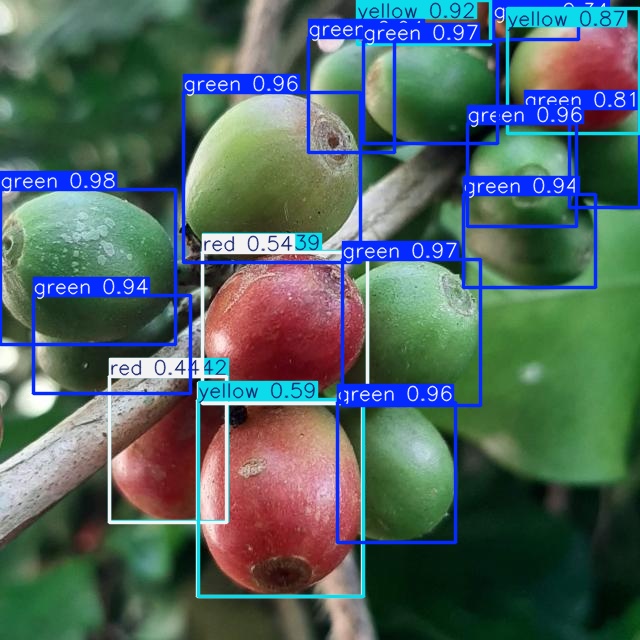 yellow 0.92
yellow 0.87
green 0.97
green 0.81
green 0.96
green 0.96
green 0.98
green 0.94
red 0.54
39
green 0.97
green 0.94
red 0.44
42
yellow 0.59
green 0.96